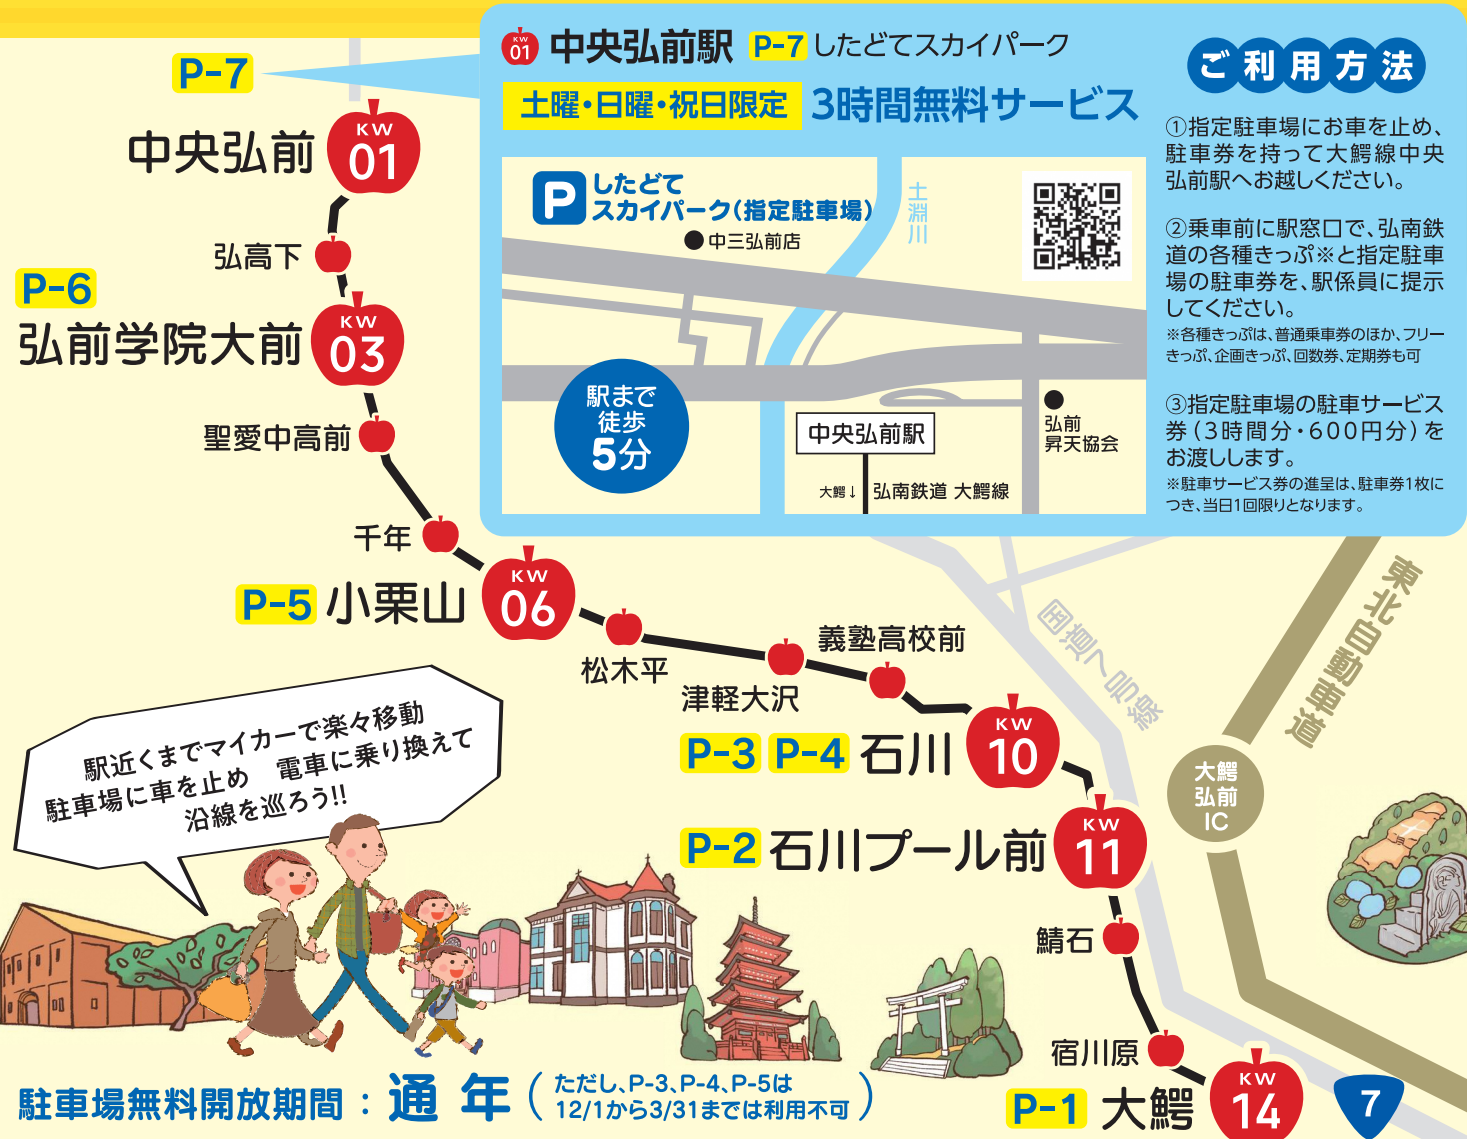 KW
01
中央弘前駅 P-7 したどてスカイパーク
土曜・日曜・祝日限定 3時間無料サービス
P したどて
スカイパーク(指定駐車場)
中三弘前店
土淵川
駅まで
徒歩
5分
中央弘前駅
大鰐↓ 弘南鉄道 大鰐線
弘前
昇天協会
ご利用方法
①指定駐車場にお車を止め、
駐車券を持って大鰐線中央
弘前駅へお越しください。
②乗車前に駅窓口で、弘南鉄
道の各種きっぷ※と指定駐車
場の駐車券を、駅係員に提示
してください。
※各種きっぷは、普通乗車券のほか、フリー
きっぷ、企画きっぷ、回数券、定期券も可
③指定駐車場の駐車サービス
券(3時間分・600円分)を
お渡しします。
※駐車サービス券の進呈は、駐車券1枚に
つき、当日1回限りとなります。
P-7
中央弘前
KW
01
弘高下
P-6
弘前学院大前
KW
03
聖愛中高前
千年
P-5 小栗山
KW
06
松木平
津軽大沢
義塾高校前
P-3 P-4 石川
KW
10
P-2 石川プール前
KW
11
鯖石
宿川原
P-1 大鰐
KW
14
国道7号線
東北自動車道
大鰐
弘前
IC
7
駅近くまでマイカーで楽々移動
駐車場に車を止め 電車に乗り換えて
沿線を巡ろう!!
駐車場無料開放期間:通年
(ただし、P-3、P-4、P-5は
12/1から3/31までは利用不可)